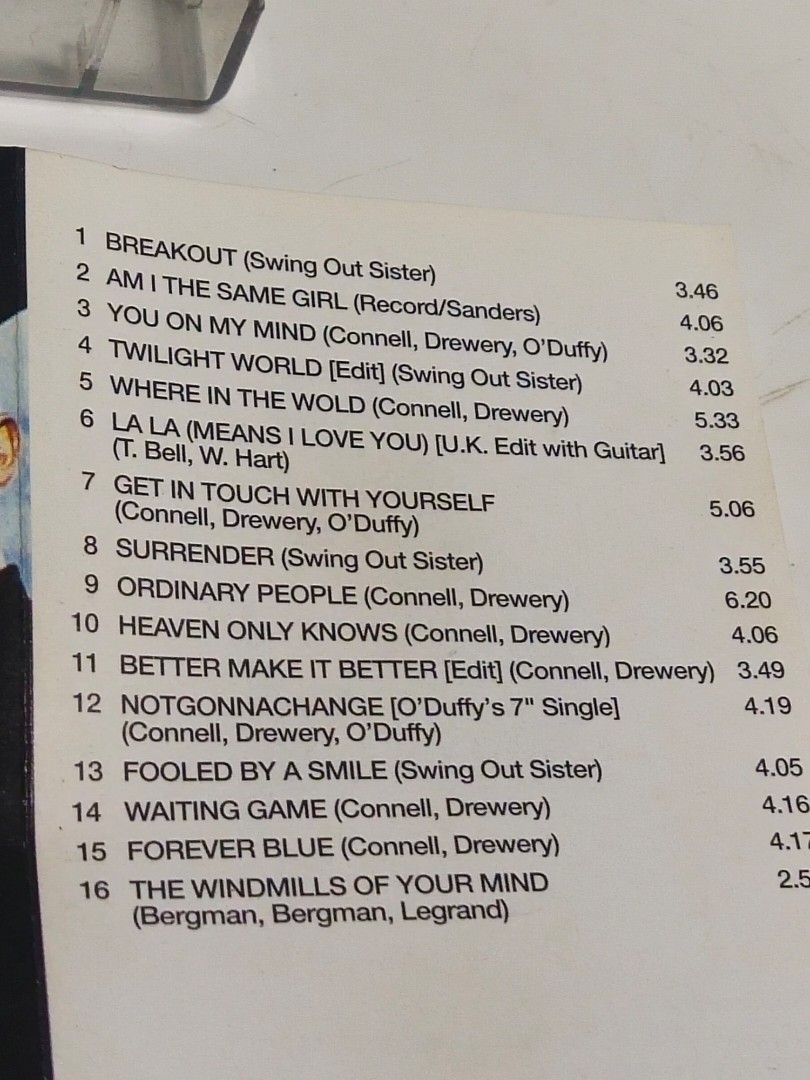 1 BREAKOUT (Swing Out Sister) 3.46
2 AM I THE SAME GIRL (Record/Sanders) 4.06
3 YOU ON MY MIND (Connell, Drewery, O'Duffy) 3.32
4 TWILIGHT WORLD [Edit] (Swing Out Sister) 4.03
5 WHERE IN THE WOLD (Connell, Drewery) 5.33
6 LA LA (MEANS I LOVE YOU) [U.K. Edit with Guitar] 3.56
(T. Bell, W. Hart)
7 GET IN TOUCH WITH YOURSELF 5.06
(Connell, Drewery, O'Duffy)
8 SURRENDER (Swing Out Sister) 3.55
9 ORDINARY PEOPLE (Connell, Drewery) 6.20
10 HEAVEN ONLY KNOWS (Connell, Drewery) 4.06
11 BETTER MAKE IT BETTER [Edit] (Connell, Drewery) 3.49
12 NOTGONNACHANGE [O'Duffy's 7" Single] 4.19
(Connell, Drewery, O'Duffy)
13 FOOLED BY A SMILE (Swing Out Sister) 4.05
14 WAITING GAME (Connell, Drewery) 4.16
15 FOREVER BLUE (Connell, Drewery) 4.17
16 THE WINDMILLS OF YOUR MIND
(Bergman, Bergman, Legrand)